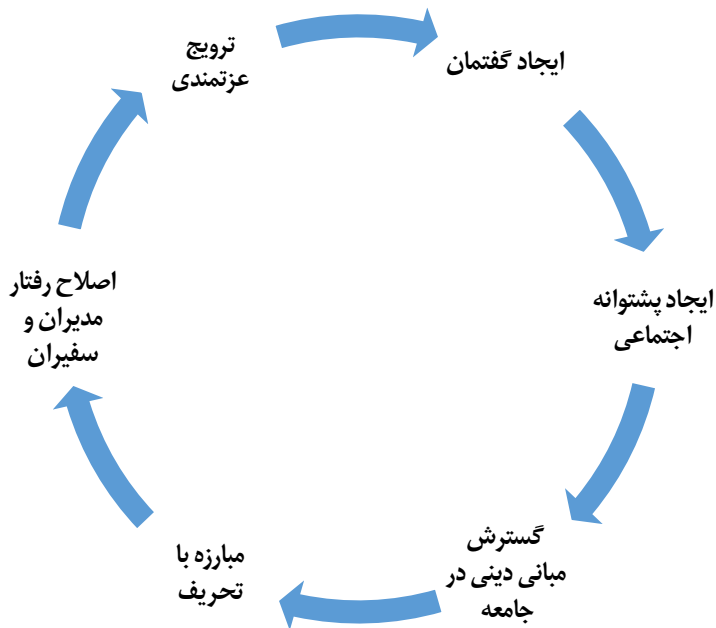 ترویج
عزتمندی
ایجاد گفتمان
ایجاد پشتوانه
اجتماعی
گسترش
مبانی دینی در
جامعه
مبارزه با
تحریف
اصلاح رفتار
مدیران و
سفیران